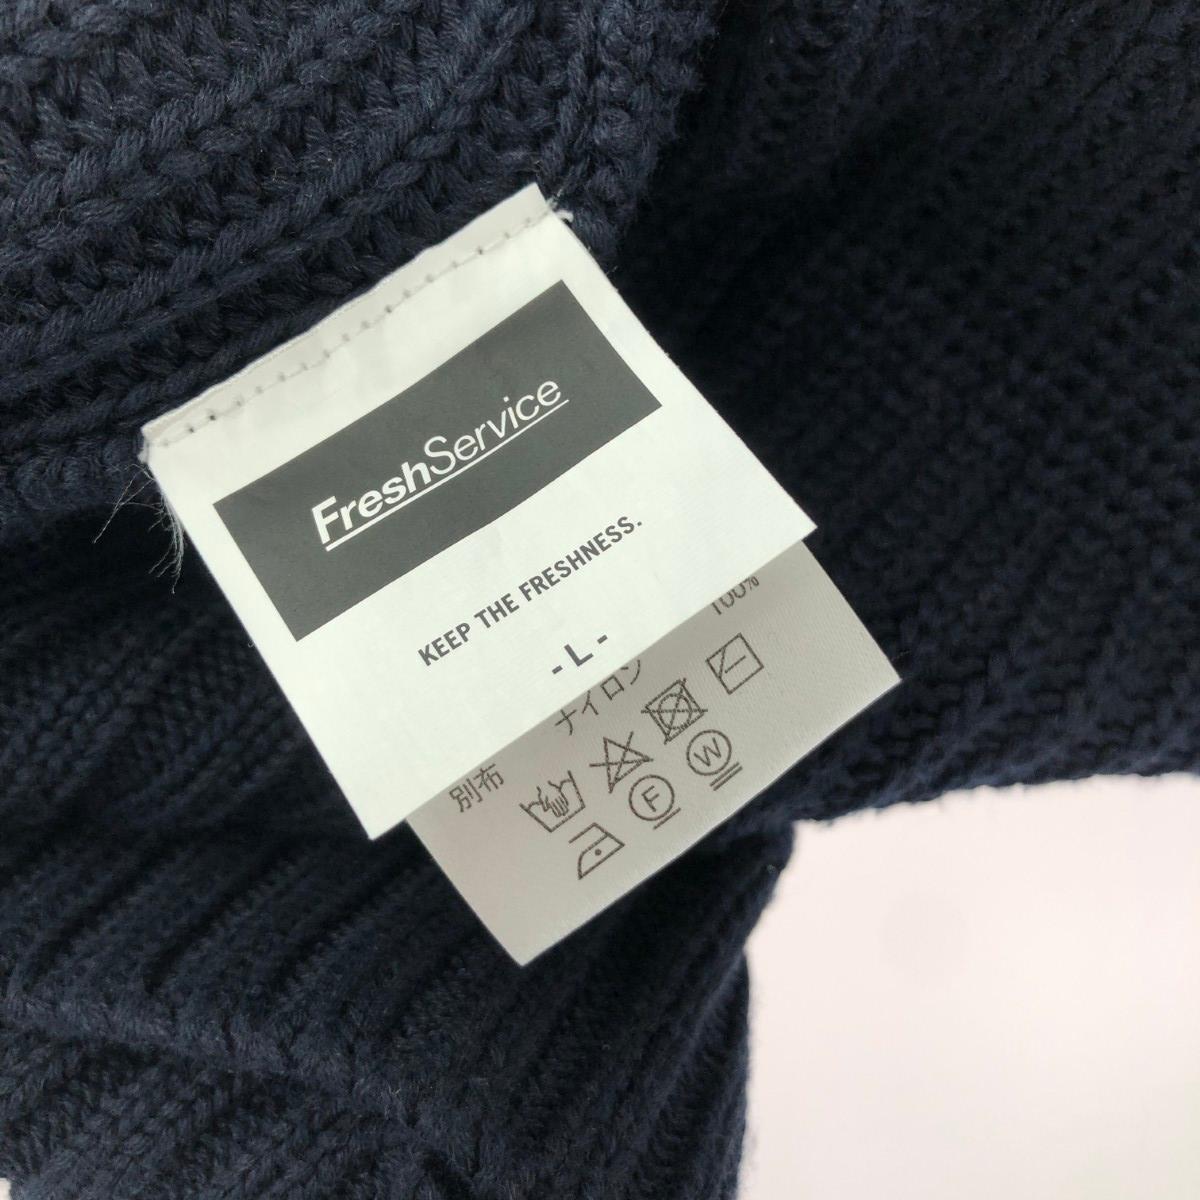 FreshService
KEEP THE FRESHNESS.
- L -
100%
ナイロン
別布
W
F